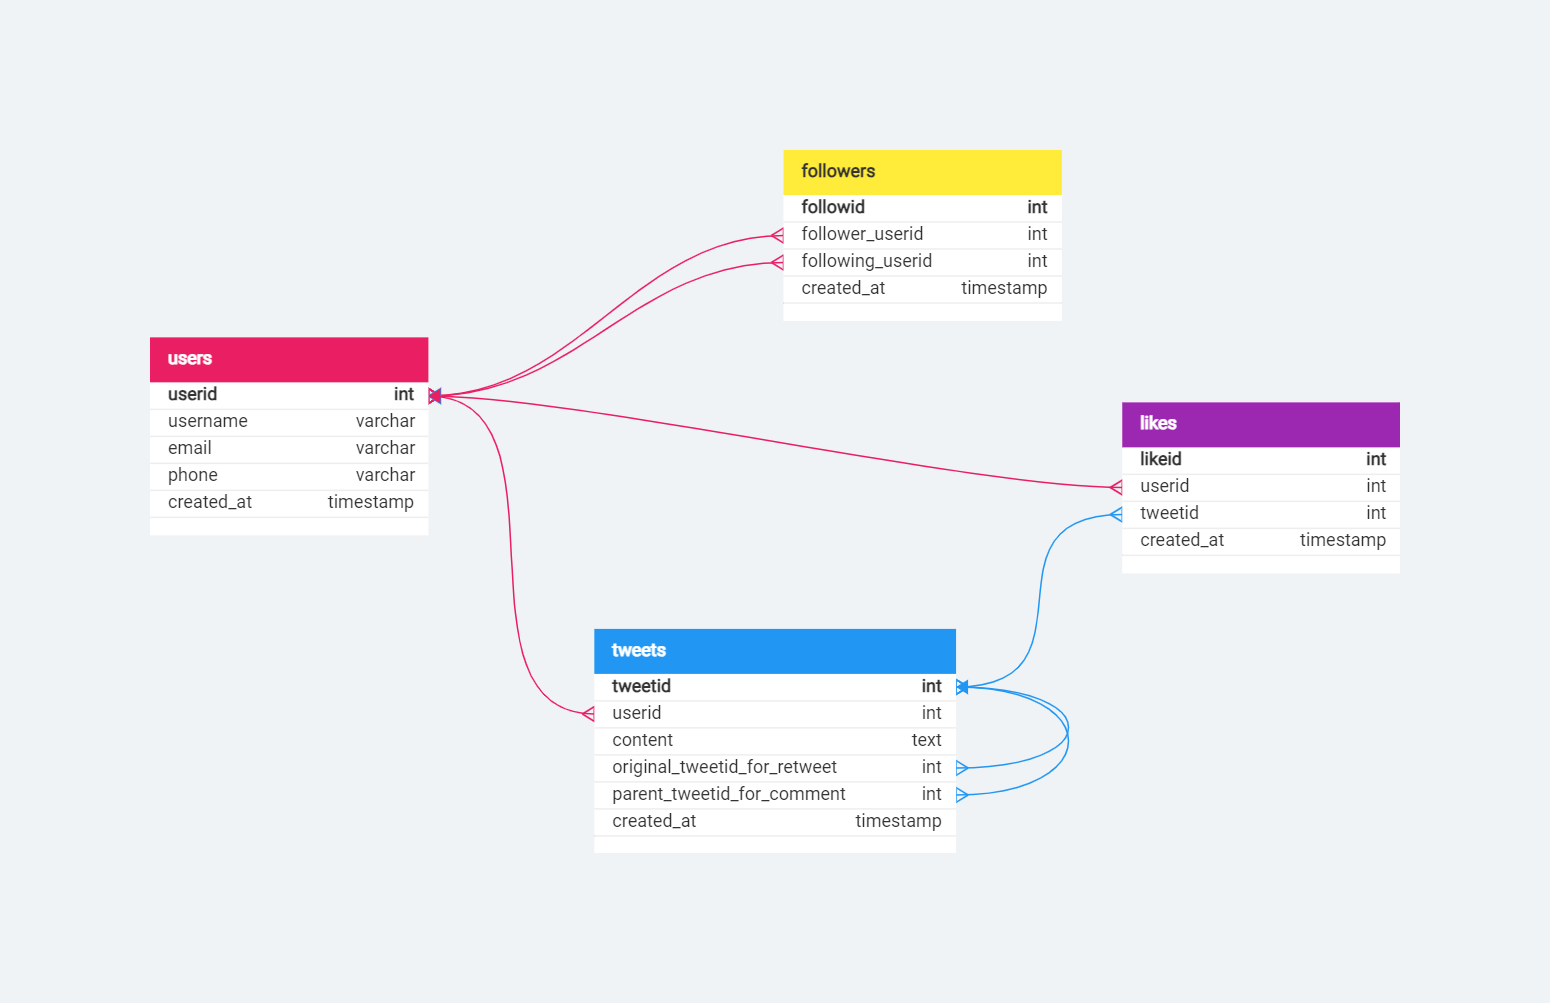 followers
followid int
follower_userid int
following_userid int
created_at timestamp
users
userid int
username varchar
email varchar
phone varchar
created_at timestamp
likes
likeid int
userid int
tweetid int
created_at timestamp
tweets
tweetid int
userid int
content text
original_tweetid_for_retweet int
parent_tweetid_for_comment int
created_at timestamp